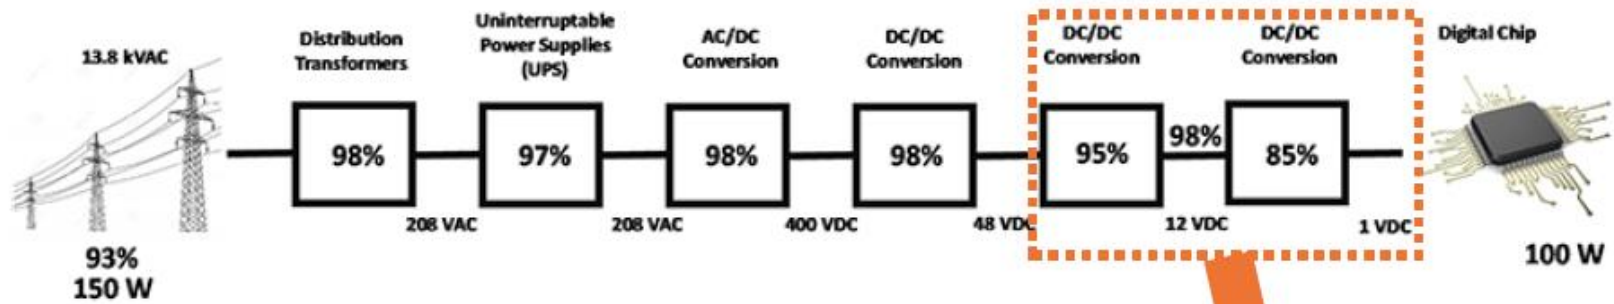 13.8 kVAC
93%
150 W
Distribution
Transformers
98%
208 VAC
Uninterruptable
Power Supplies
(UPS)
97%
208 VAC
AC/DC
Conversion
98%
400 VDC
DC/DC
Conversion
98%
48 VDC
DC/DC
Conversion
95%
98%
12 VDC
DC/DC
Conversion
85%
1 VDC
Digital Chip
100 W